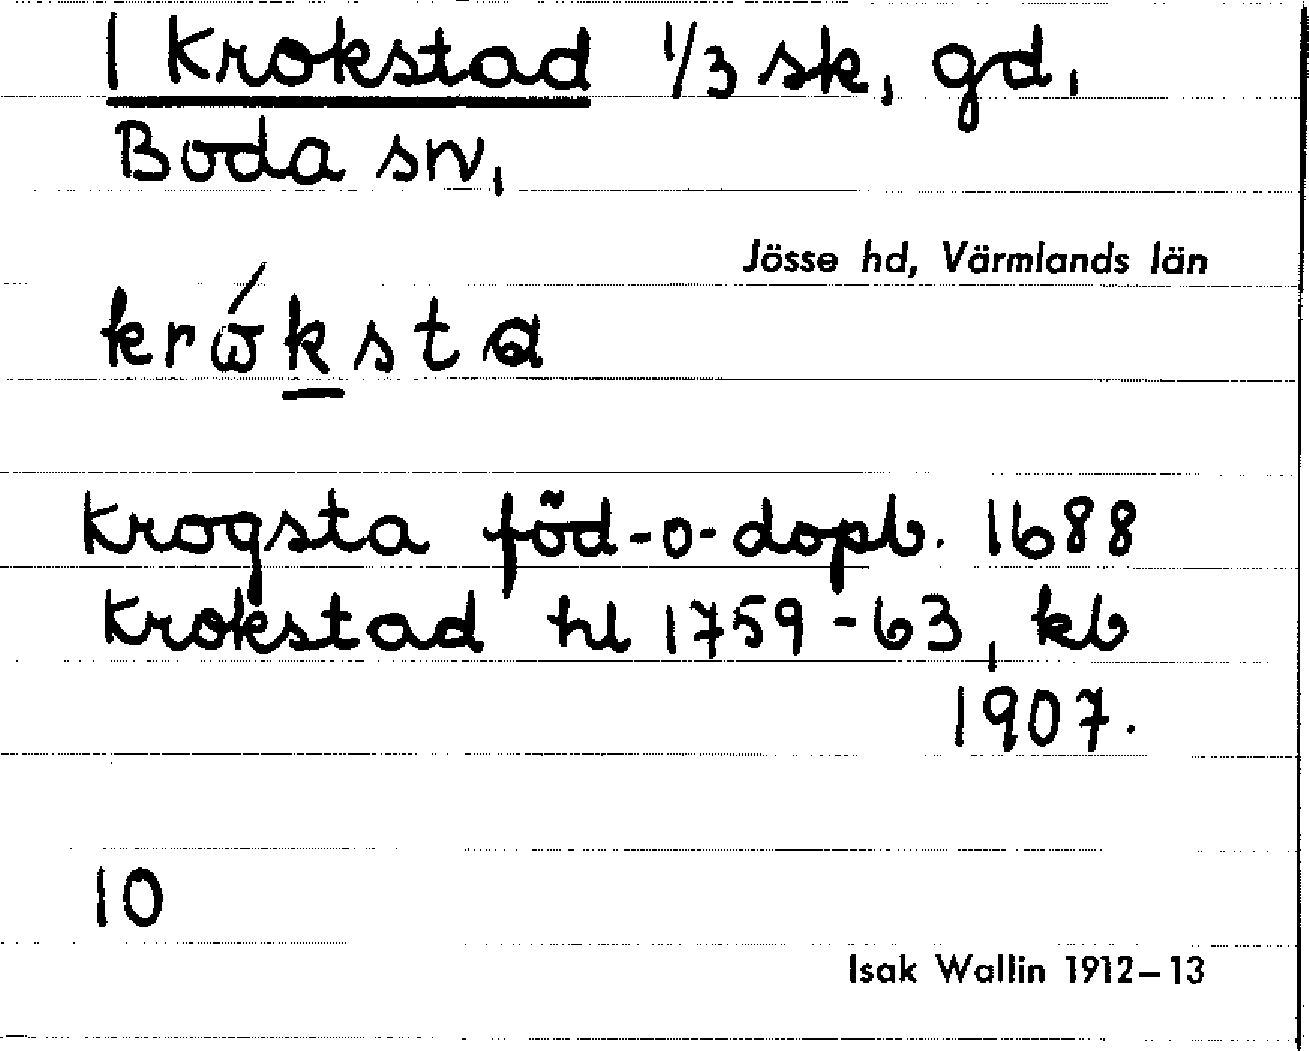 1 Krokstad 1/3 sk, gd,
Boda sn,
Jösse hd, Värmlands län
krώksta
Krogsta föd-o-dopb. 1688
Krokstad hl 1759-63, kb
1907.
10
Isak Wallin 1912-13